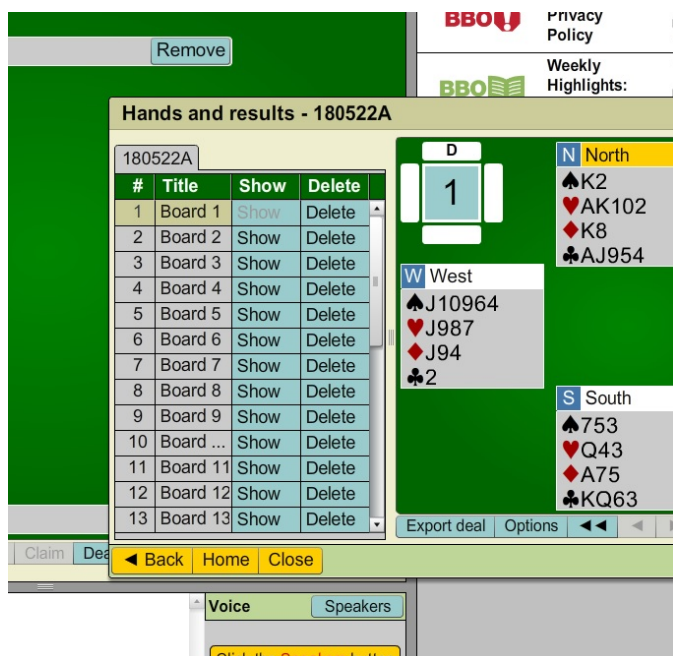 BBO
Privacy
Policy
Remove
Weekly
Highlights:
BBO
Hands and results - 180522A
180522A
# Title Show Delete
1 Board 1 Show Delete
2 Board 2 Show Delete
3 Board 3 Show Delete
4 Board 4 Show Delete
5 Board 5 Show Delete
6 Board 6 Show Delete
7 Board 7 Show Delete
8 Board 8 Show Delete
9 Board 9 Show Delete
10 Board ... Show Delete
11 Board 11 Show Delete
12 Board 12 Show Delete
13 Board 13 Show Delete
D
1
N North
♠K2
♥AK102
♦K8
♣AJ954
W West
♠J10964
♥J987
♦J94
♣2
S South
♠753
♥Q43
♦A75
♣KQ63
Export deal Options
Claim Dea
Back Home Close
Voice Speakers